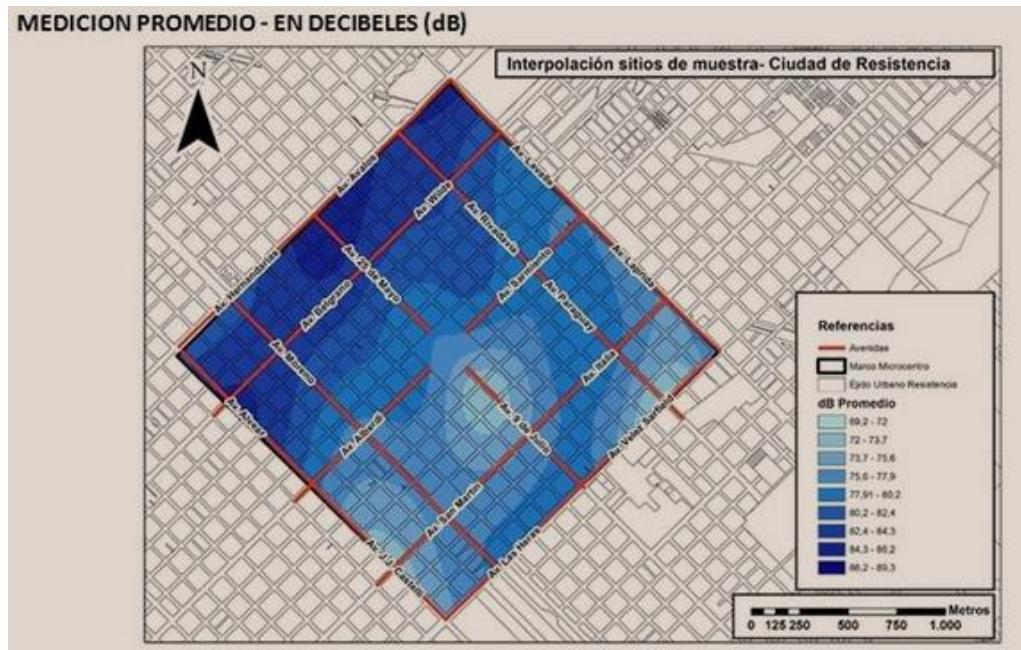 MEDICION PROMEDIO - EN DECIBELES (dB)
Interpolación sitios de muestra- Ciudad de Resistencia
N
Av. Avalos
Av. Lavalle
Av. Wilde
Av. Rivadavia
Av. Hernandarias
Av. 25 de Mayo
Av. Sarmiento
Av. Laprida
Av. Belgrano
Av. Paraguay
Av. Moreno
Av. Italia
Av. Alvear
Av. Alberdi
Av. 9 de Julio
Av. Velez Sarfield
Av. San Martin
Av. Las Heras
Av. J.J. Castelli
Referencias
Avenidas
Marco Microcentro
Ejido Urbano Resistencia
dB Promedio
69,2 - 72
72 - 73,7
73,7 - 75,6
75,6 - 77,9
77,91 - 80,2
80,2 - 82,4
82,4 - 84,3
84,3 - 86,2
86,2 - 89,3
Metros
0 125 250 500 750 1.000